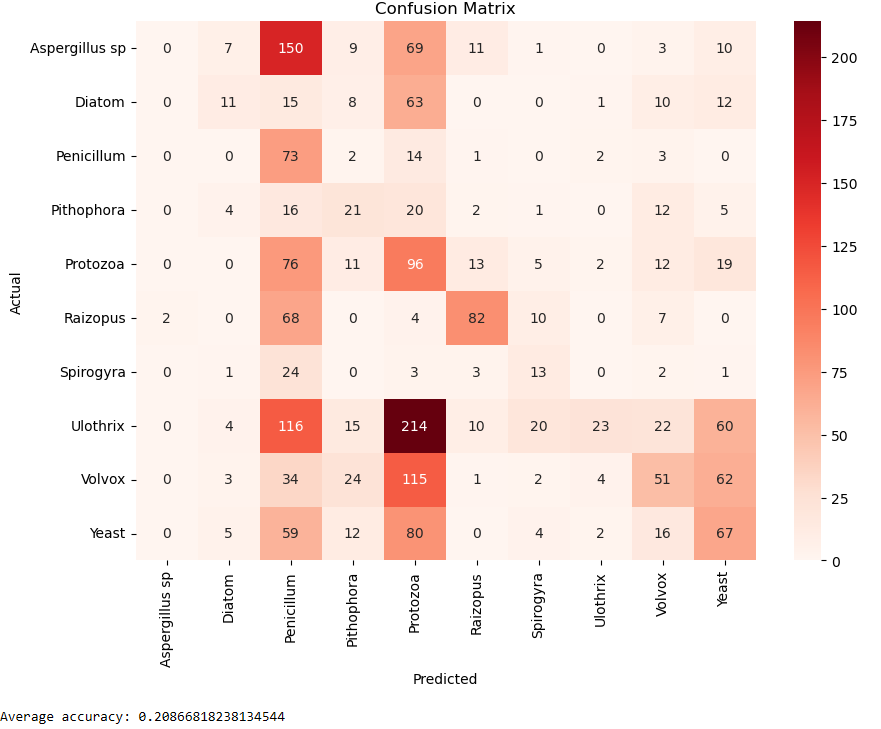 Confusion Matrix
Aspergillus sp 0 7 150 9 69 11 1 0 3 10
Diatom 0 11 15 8 63 0 0 1 10 12
Penicillum 0 0 73 2 14 1 0 2 3 0
Pithophora 0 4 16 21 20 2 1 0 12 5
Protozoa 0 0 76 11 96 13 5 2 12 19
Raizopus 2 0 68 0 4 82 10 0 7 0
Spirogyra 0 1 24 0 3 3 13 0 2 1
Ulothrix 0 4 116 15 214 10 20 23 22 60
Volvox 0 3 34 24 115 1 2 4 51 62
Yeast 0 5 59 12 80 0 4 2 16 67
Actual
Aspergillus sp Diatom Penicillum Pithophora Protozoa Raizopus Spirogyra Ulothrix Volvox Yeast
Predicted
200
175
150
125
100
75
50
25
0
Average accuracy: 0.20866818238134544